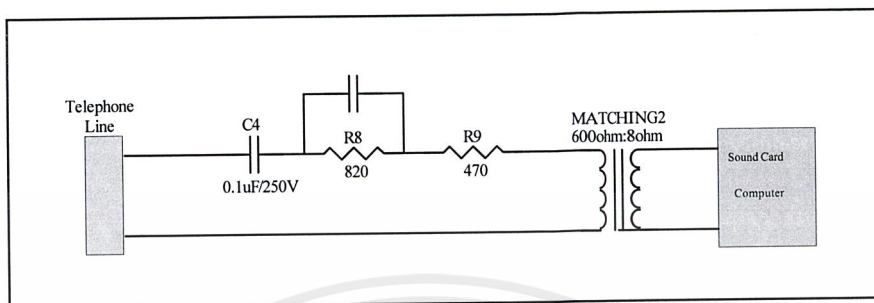 Telephone
Line
C4
0.1uF/250V
R8
820
R9
470
MATCHING2
600ohm:8ohm
Sound Card
Computer